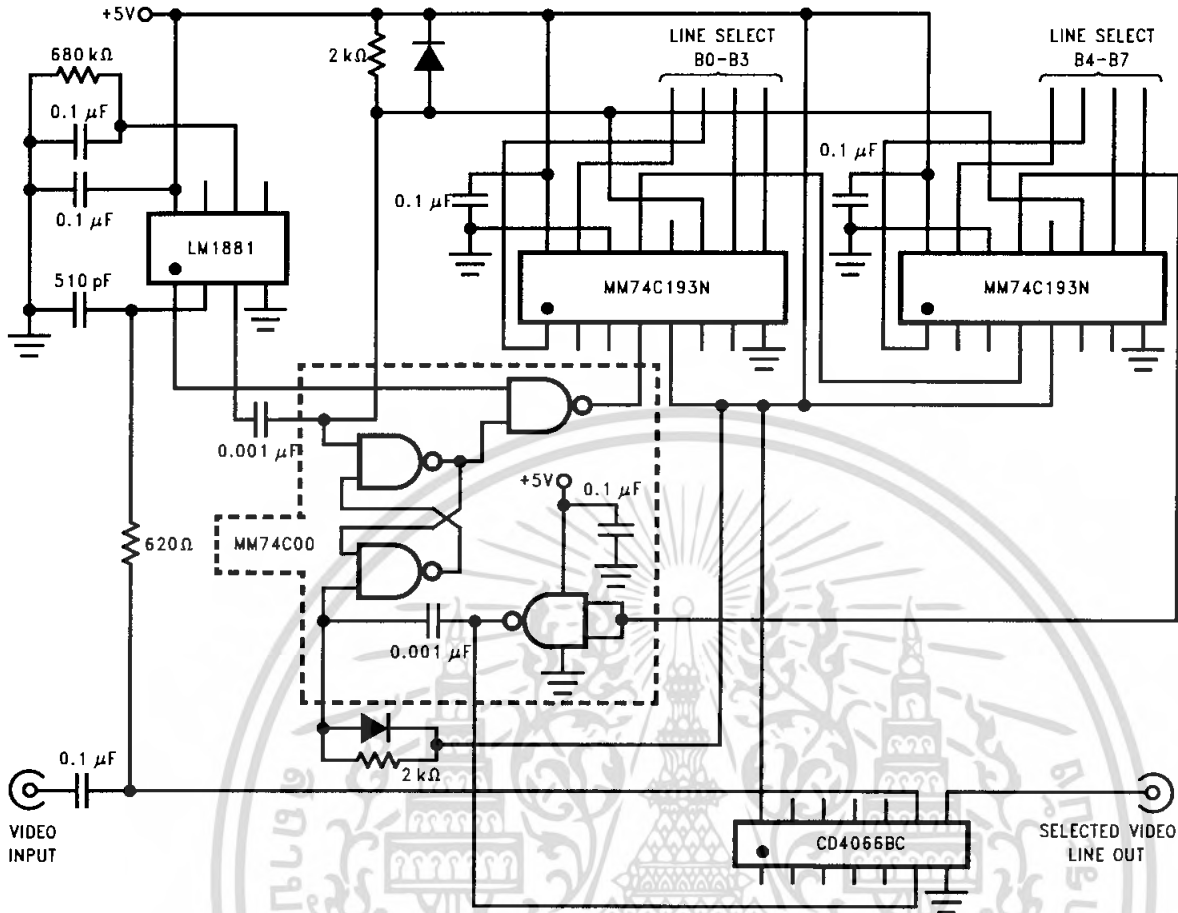 +5V
680 kΩ
0.1 µF
0.1 µF
510 pF
LM1881
2 kΩ
LINE SELECT
B0-B3
LINE SELECT
B4-B7
0.1 µF
0.1 µF
MM74C193N
MM74C193N
0.001 µF
+5V
0.1 µF
MM74C00
620Ω
0.001 µF
2 kΩ
0.1 µF
VIDEO
INPUT
CD4066BC
SELECTED VIDEO
LINE OUT